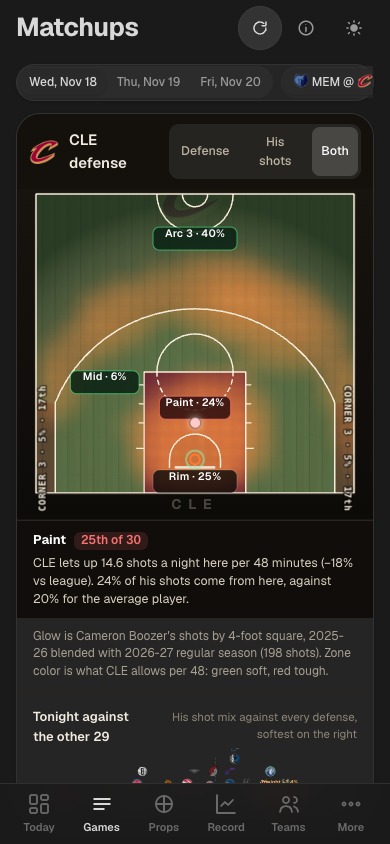 Matchups
Wed, Nov 18 Thu, Nov 19 Fri, Nov 20 MEM @
CLE
defense
Defense
His
shots
Both
Arc 3 · 40%
Mid · 6%
Paint · 24%
Rim · 25%
CORNER 3 · 5% · 17th
CORNER 3 · 5% · 17th
CLE
Paint 25th of 30
CLE lets up 14.6 shots a night here per 48 minutes (−18%
vs league). 24% of his shots come from here, against
20% for the average player.
Glow is Cameron Boozer's shots by 4-foot square, 2025-
26 blended with 2026-27 regular season (198 shots). Zone
color is what CLE allows per 48: green soft, red tough.
Tonight against
the other 29
His shot mix against every defense,
softest on the right
Today Games Props Record Teams More